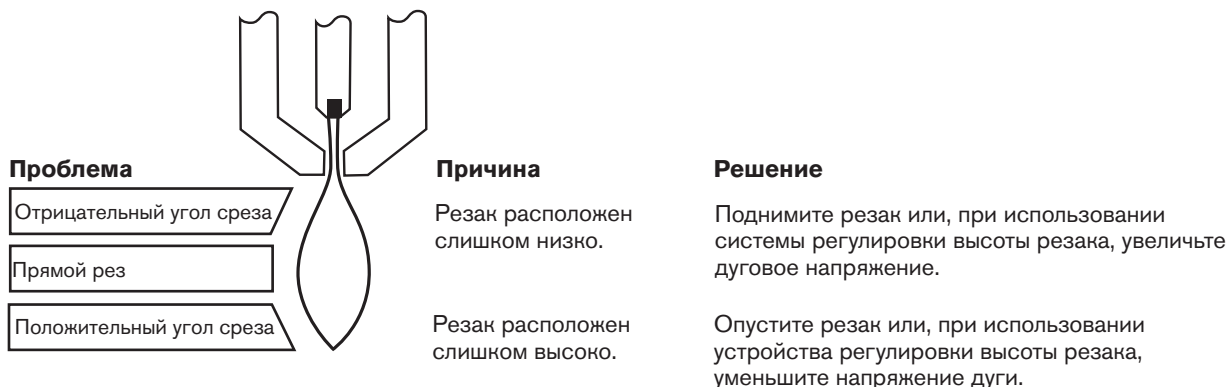 Проблема
Причина
Решение
Отрицательный угол среза
Резак расположен
слишком низко.
Поднимите резак или, при использовании
системы регулировки высоты резака, увеличьте
дуговое напряжение.
Прямой рез
Положительный угол среза
Резак расположен
слишком высоко.
Опустите резак или, при использовании
устройства регулировки высоты резака,
уменьшите напряжение дуги.